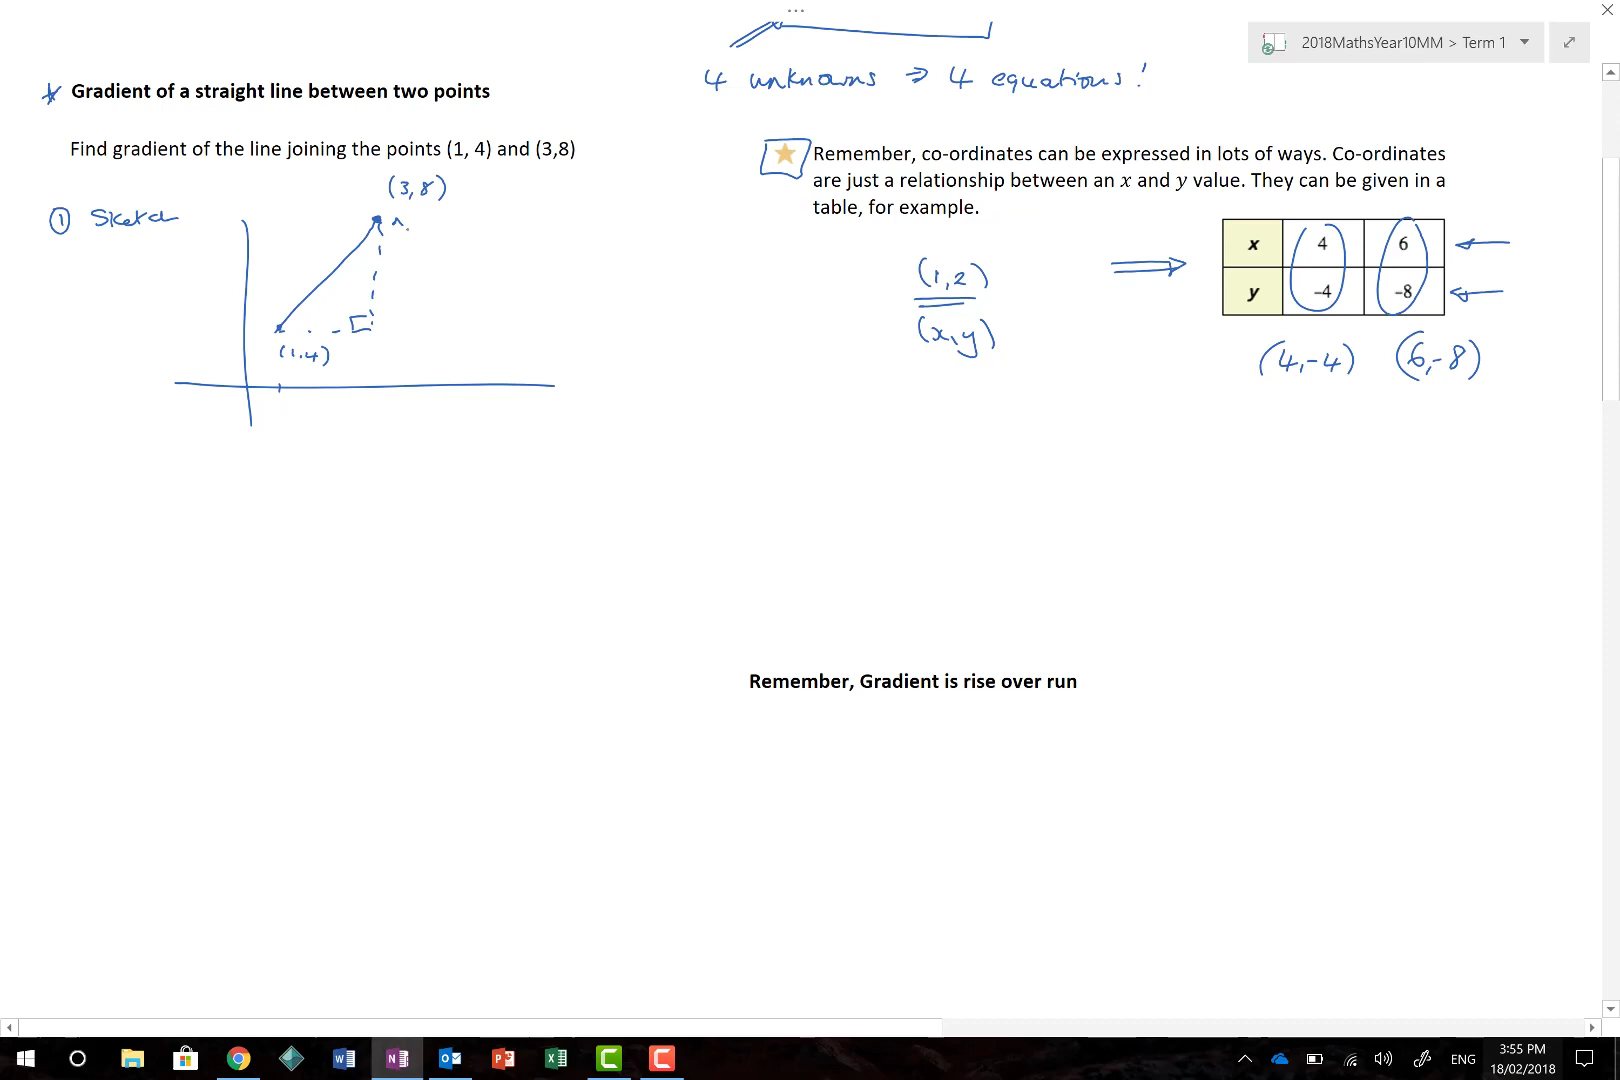 2018MathsYear10MM > Term 1
4 unknowns ⇒ 4 equations!
Gradient of a straight line between two points
Find gradient of the line joining the points (1, 4) and (3,8)
① Sketch
(3, 8)
(1, 4)
Remember, co-ordinates can be expressed in lots of ways. Co-ordinates
are just a relationship between an x and y value. They can be given in a
table, for example.
x 4 6
y -4 -8
(1, 2)
(x, y)
(4, -4) (6, -8)
Remember, Gradient is rise over run
ENG
3:55 PM
18/02/2018